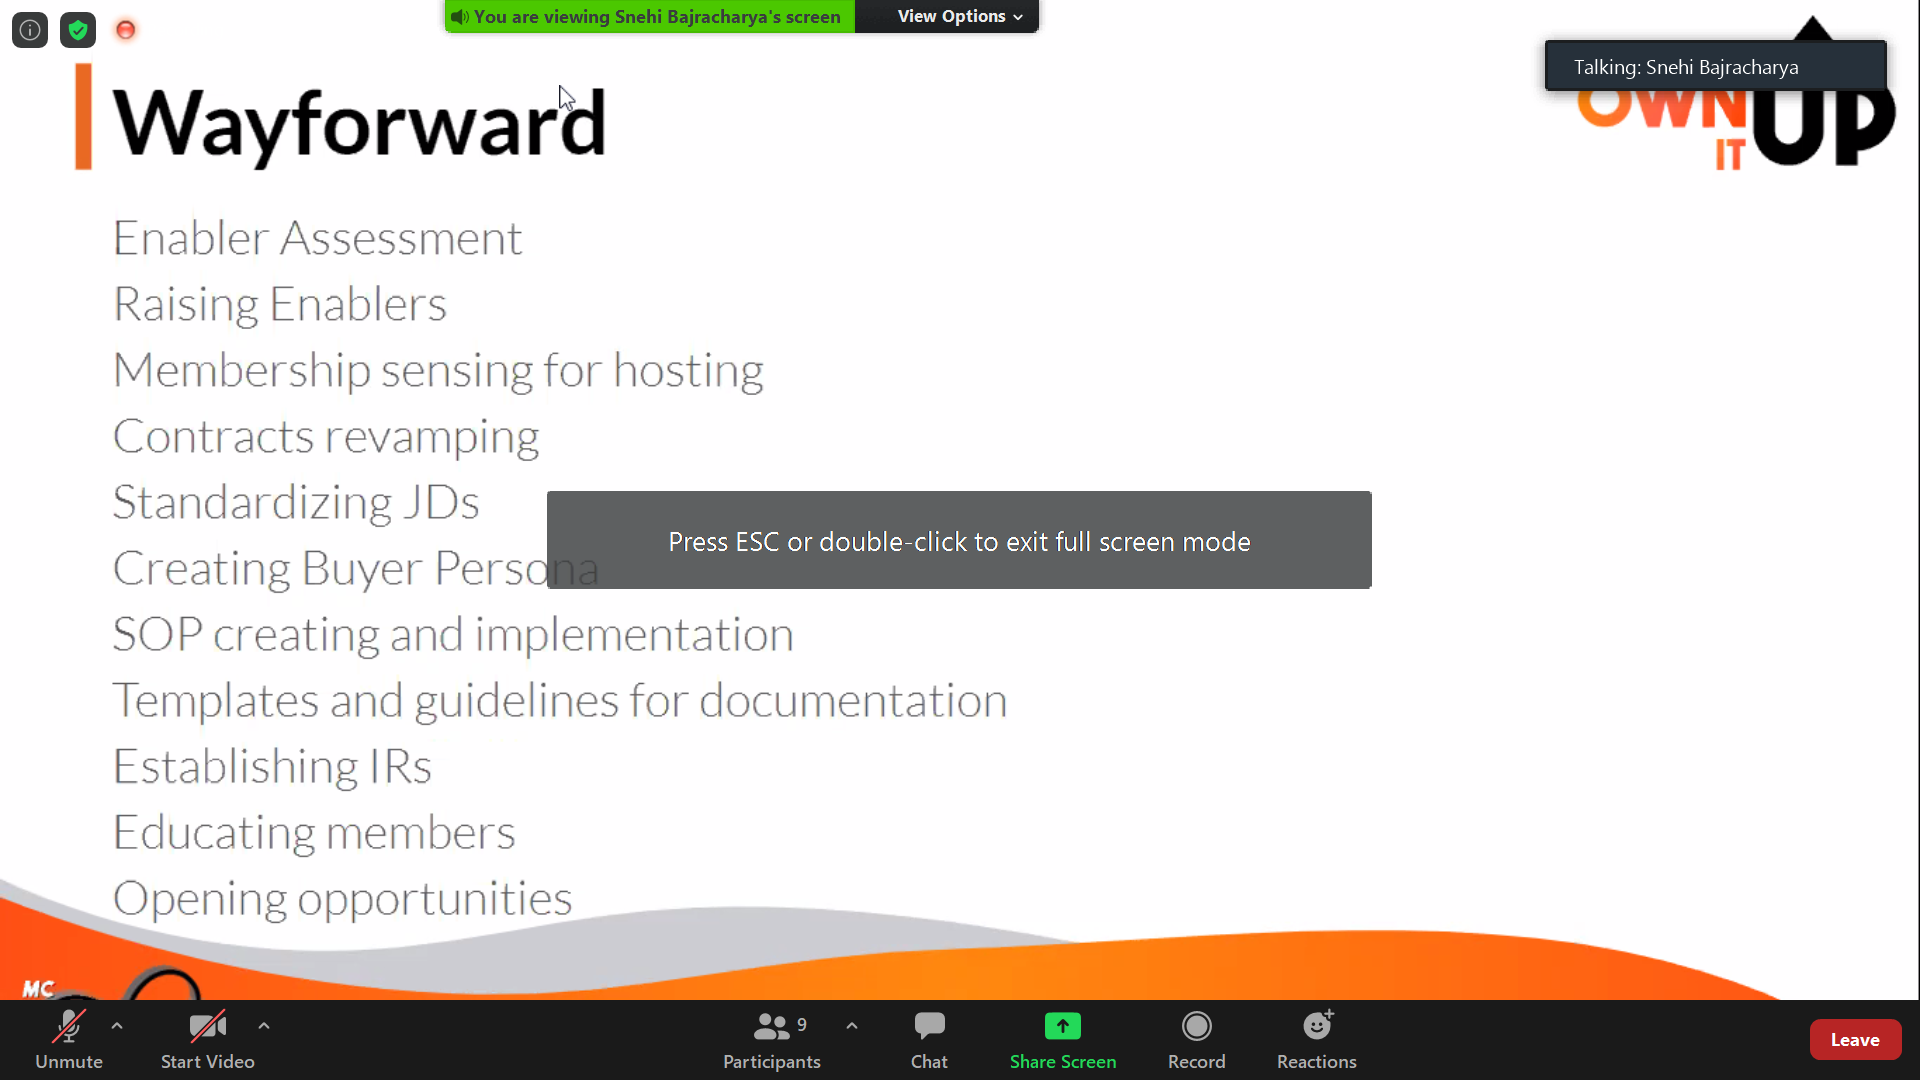 You are viewing Snehi Bajracharya's screen
View Options
Talking: Snehi Bajracharya
Wayforward
OWN
IT
UP
Enabler Assessment
Raising Enablers
Membership sensing for hosting
Contracts revamping
Standardizing JDs
Press ESC or double-click to exit full screen mode
Creating Buyer Persona
SOP creating and implementation
Templates and guidelines for documentation
Establishing IRs
Educating members
Opening opportunities
MC
9
Unmute
Start Video
Participants
Chat
Share Screen
Record
Reactions
Leave